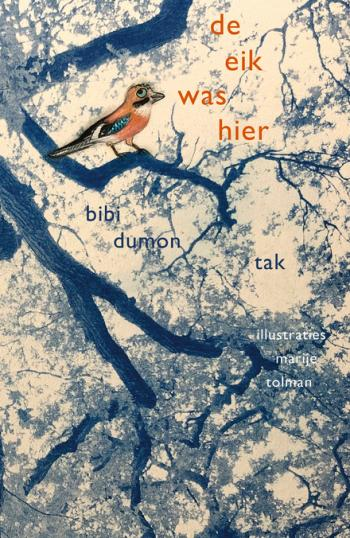 de
eik
was
hier
bibi
dumon
tak
illustraties
marije
tolman